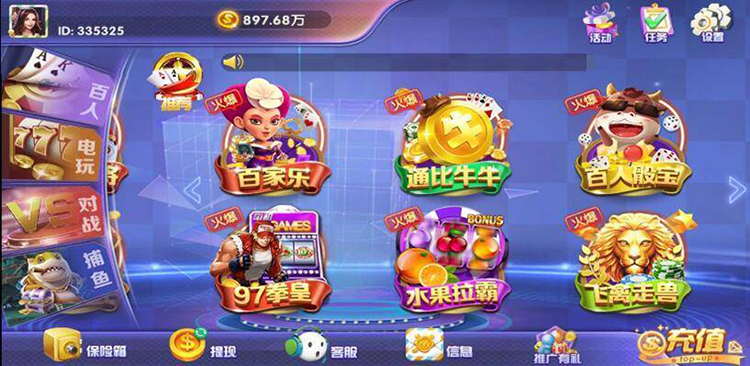 ID: 335325
897.68万
活动
任务
设置
百人
电玩
对战
捕鱼
推荐
火爆
百家乐
火爆
通比牛牛
火爆
百人骰宝
火爆
GAMES
97拳皇
火爆
BONUS
水果拉霸
火爆
飞禽走兽
保险箱
提现
客服
信息
推广有礼
充值
top-up
777
VS
A
K